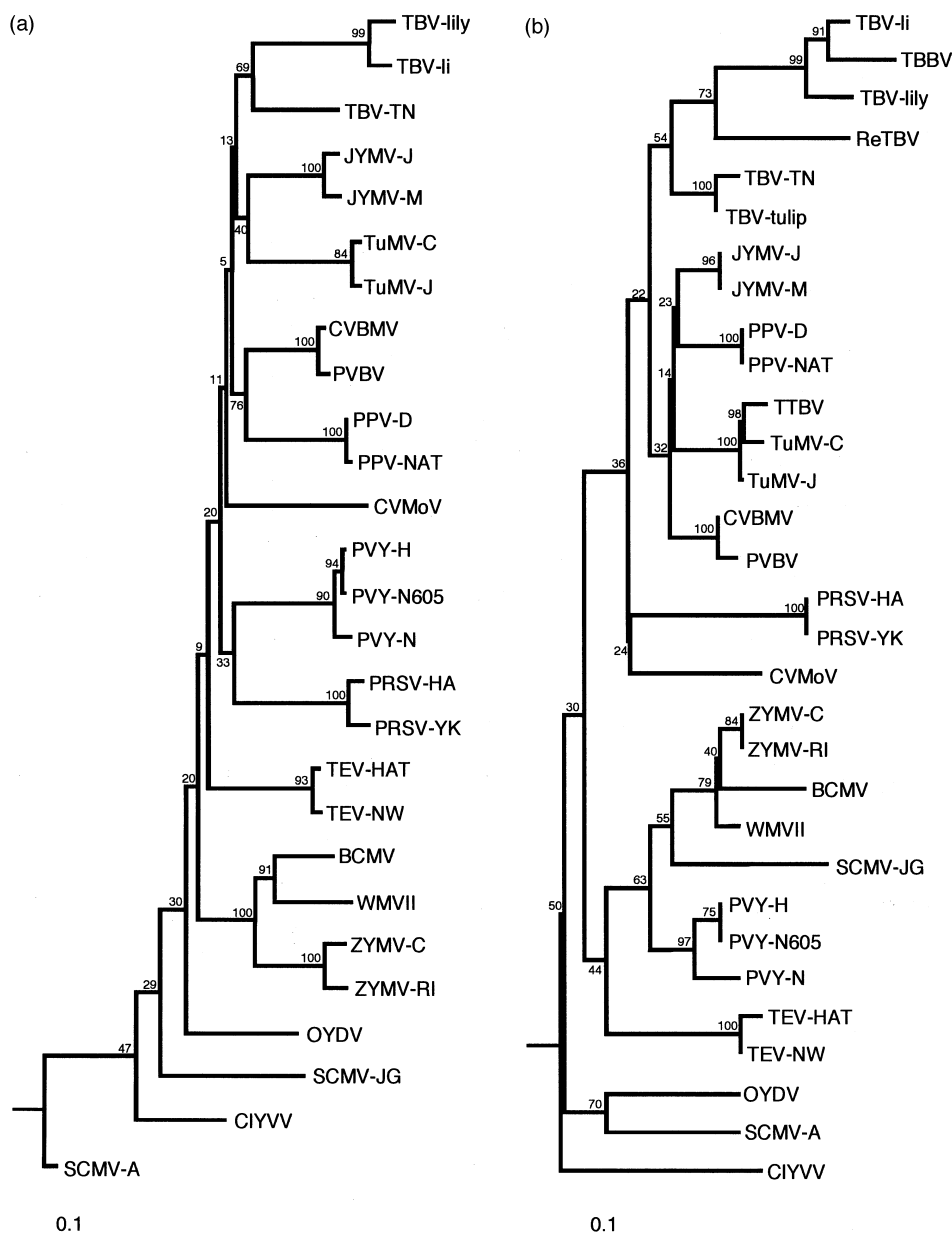 (a)
99
TBV-lily
TBV-li
69
TBV-TN
13
100
JYMV-J
JYMV-M
40
84
TuMV-C
TuMV-J
5
100
CVBMV
PVBV
76
100
PPV-D
PPV-NAT
11
CVMoV
20
94
PVY-H
PVY-N605
90
PVY-N
33
100
PRSV-HA
PRSV-YK
9
93
TEV-HAT
TEV-NW
20
91
BCMV
WMVII
100
100
ZYMV-C
ZYMV-RI
30
OYDV
29
SCMV-JG
47
CIYVV
SCMV-A
0.1
(b)
91
TBV-li
TBBV
99
TBV-lily
73
ReTBV
54
100
TBV-TN
TBV-tulip
22
96
JYMV-J
JYMV-M
23
100
PPV-D
PPV-NAT
14
98
TTBV
TuMV-C
100
TuMV-J
32
100
CVBMV
PVBV
36
100
PRSV-HA
PRSV-YK
24
CVMoV
30
84
ZYMV-C
ZYMV-RI
40
BCMV
79
WMVII
55
SCMV-JG
63
75
PVY-H
PVY-N605
97
PVY-N
44
100
TEV-HAT
TEV-NW
50
70
OYDV
SCMV-A
CIYVV
0.1